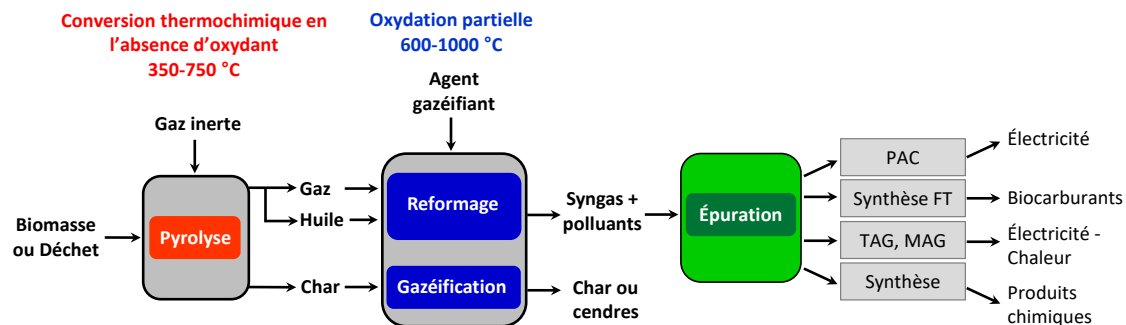 Conversion thermochimique en
l'absence d'oxydant
350-750 °C
Oxydation partielle
600-1000 °C
Agent
gazéifiant
Gaz inerte
Biomasse
ou Déchet
Pyrolyse
Gaz
Huile
Char
Reformage
Gazéification
Syngas +
polluants
Char ou
cendres
Épuration
PAC
Synthèse FT
TAG, MAG
Synthèse
Électricité
Biocarburants
Électricité -
Chaleur
Produits
chimiques